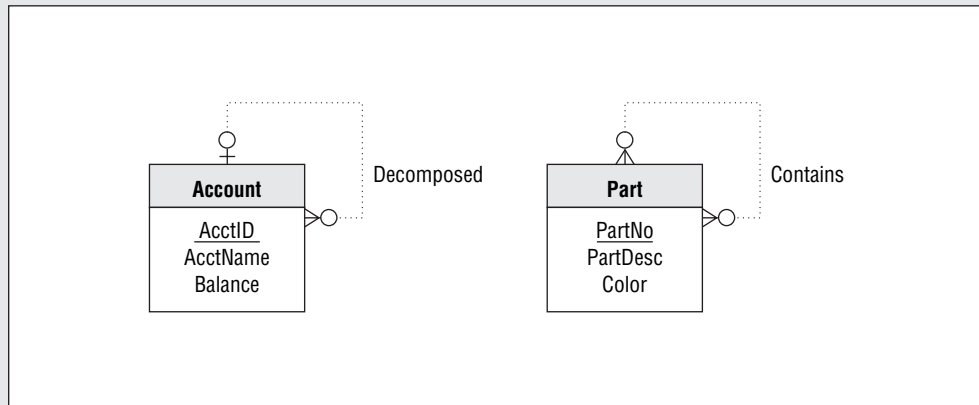 Account
AcctID
AcctName
Balance
Decomposed
Part
PartNo
PartDesc
Color
Contains